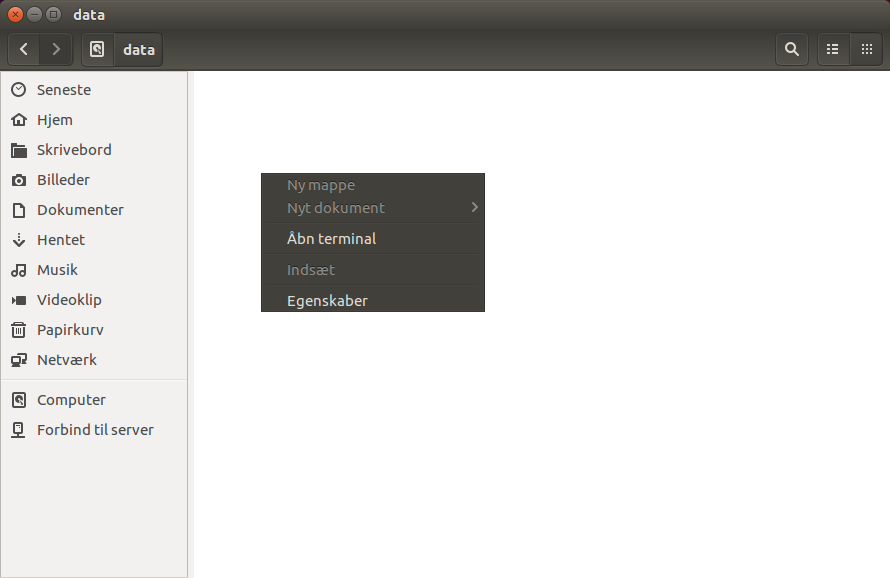 data
data
Seneste
Hjem
Skrivebord
Billeder
Dokumenter
Hentet
Musik
Videoklip
Papirkurv
Netværk
Computer
Forbind til server
Ny mappe
Nyt dokument
Åbn terminal
Indsæt
Egenskaber